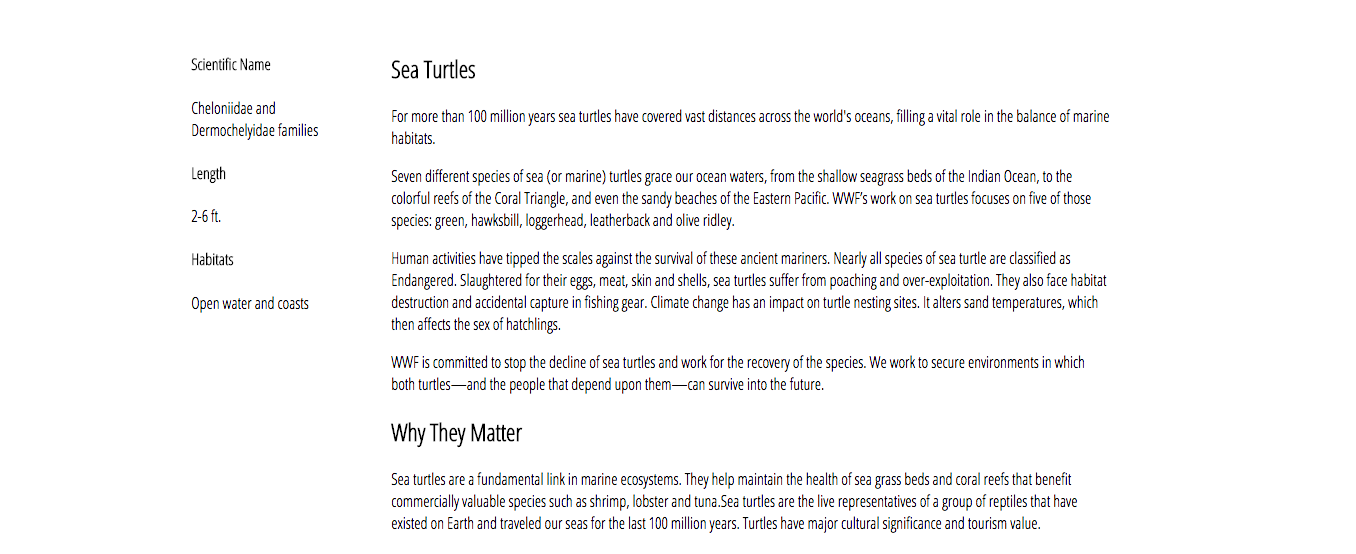 Scientific Name
Cheloniidae and
Dermochelyidae families
Length
2-6 ft.
Habitats
Open water and coasts
Sea Turtles
For more than 100 million years sea turtles have covered vast distances across the world's oceans, filling a vital role in the balance of marine
habitats.
Seven different species of sea (or marine) turtles grace our ocean waters, from the shallow seagrass beds of the Indian Ocean, to the
colorful reefs of the Coral Triangle, and even the sandy beaches of the Eastern Pacific. WWF's work on sea turtles focuses on five of those
species: green, hawksbill, loggerhead, leatherback and olive ridley.
Human activities have tipped the scales against the survival of these ancient mariners. Nearly all species of sea turtle are classified as
Endangered. Slaughtered for their eggs, meat, skin and shells, sea turtles suffer from poaching and over-exploitation. They also face habitat
destruction and accidental capture in fishing gear. Climate change has an impact on turtle nesting sites. It alters sand temperatures, which
then affects the sex of hatchlings.
WWF is committed to stop the decline of sea turtles and work for the recovery of the species. We work to secure environments in which
both turtles—and the people that depend upon them—can survive into the future.
Why They Matter
Sea turtles are a fundamental link in marine ecosystems. They help maintain the health of sea grass beds and coral reefs that benefit
commercially valuable species such as shrimp, lobster and tuna.Sea turtles are the live representatives of a group of reptiles that have
existed on Earth and traveled our seas for the last 100 million years. Turtles have major cultural significance and tourism value.